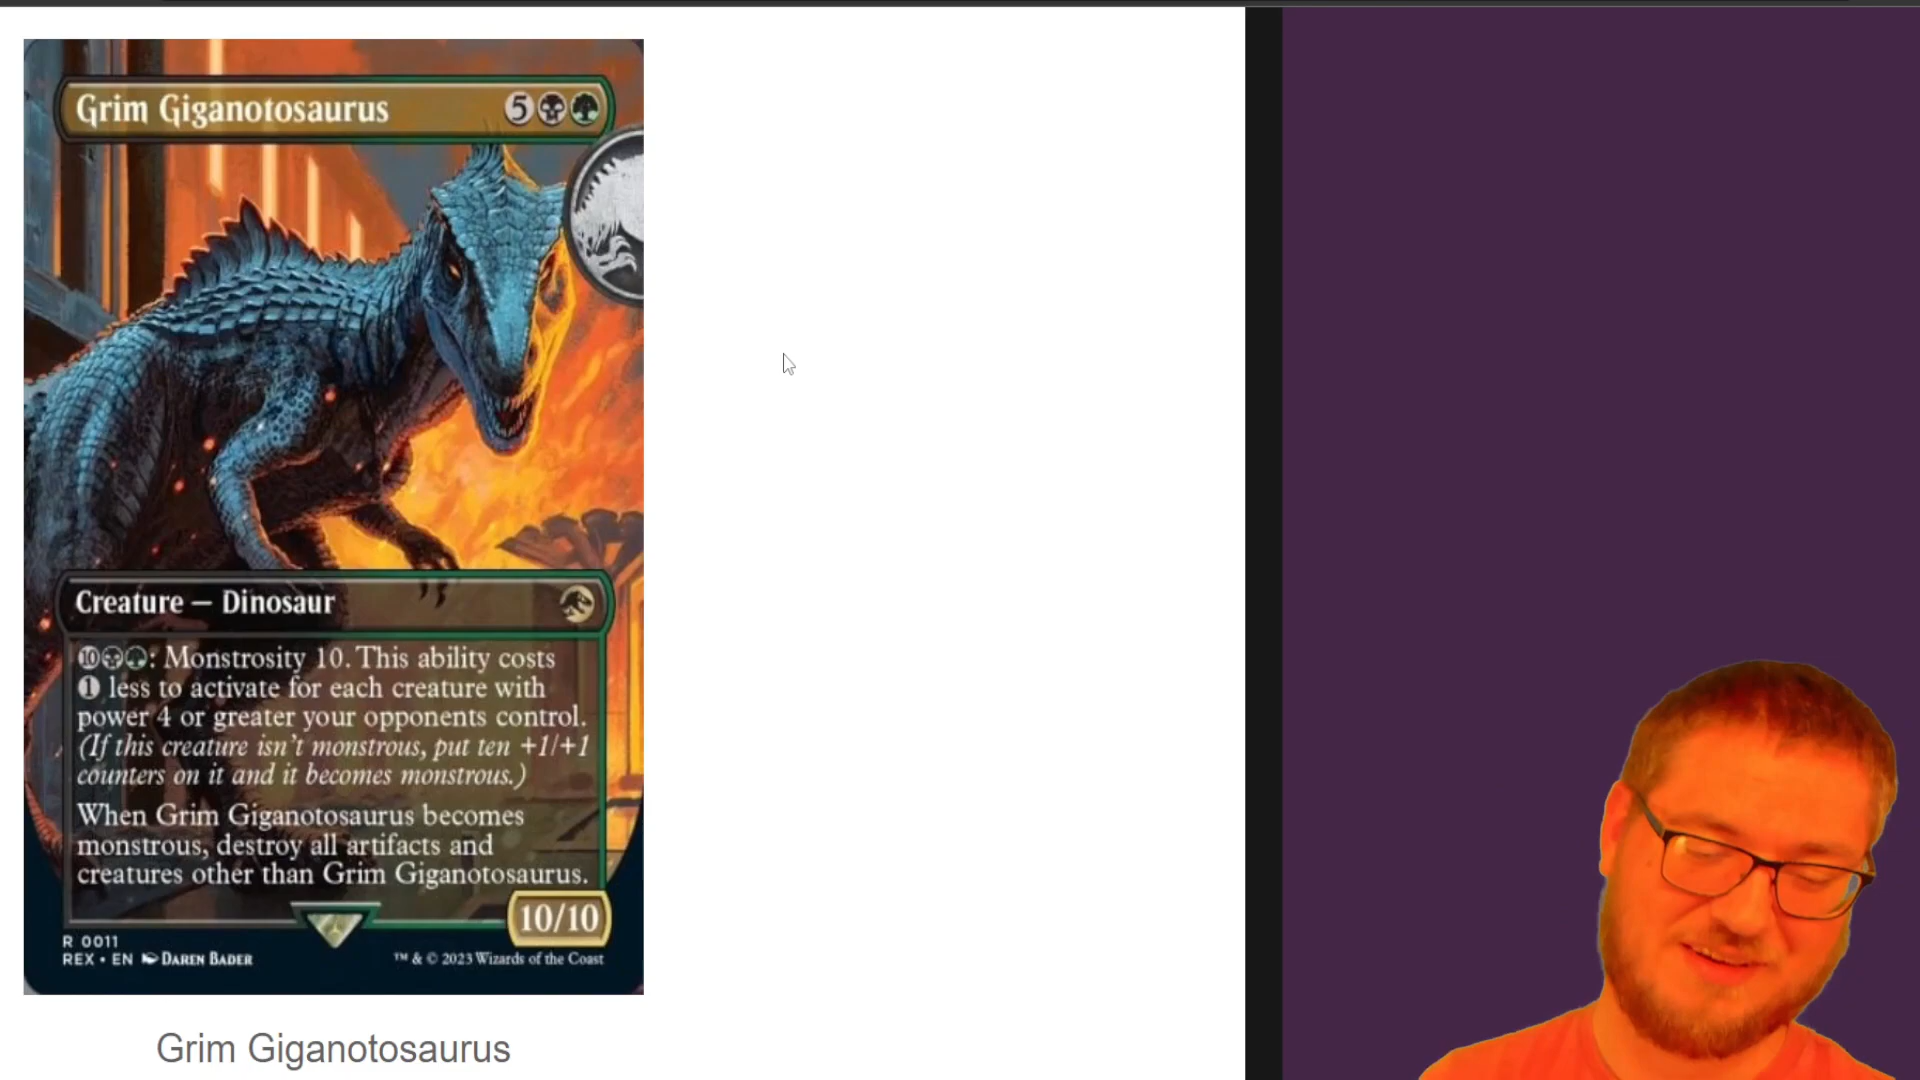 Grim Giganotosaurus 5
Creature — Dinosaur
10: Monstrosity 10. This ability costs
1 less to activate for each creature with
power 4 or greater your opponents control.
(If this creature isn't monstrous, put ten +1/+1
counters on it and it becomes monstrous.)
When Grim Giganotosaurus becomes
monstrous, destroy all artifacts and
creatures other than Grim Giganotosaurus.
10/10
R 0011
REX • EN DAREN BADER
™ & © 2023 Wizards of the Coast
Grim Giganotosaurus